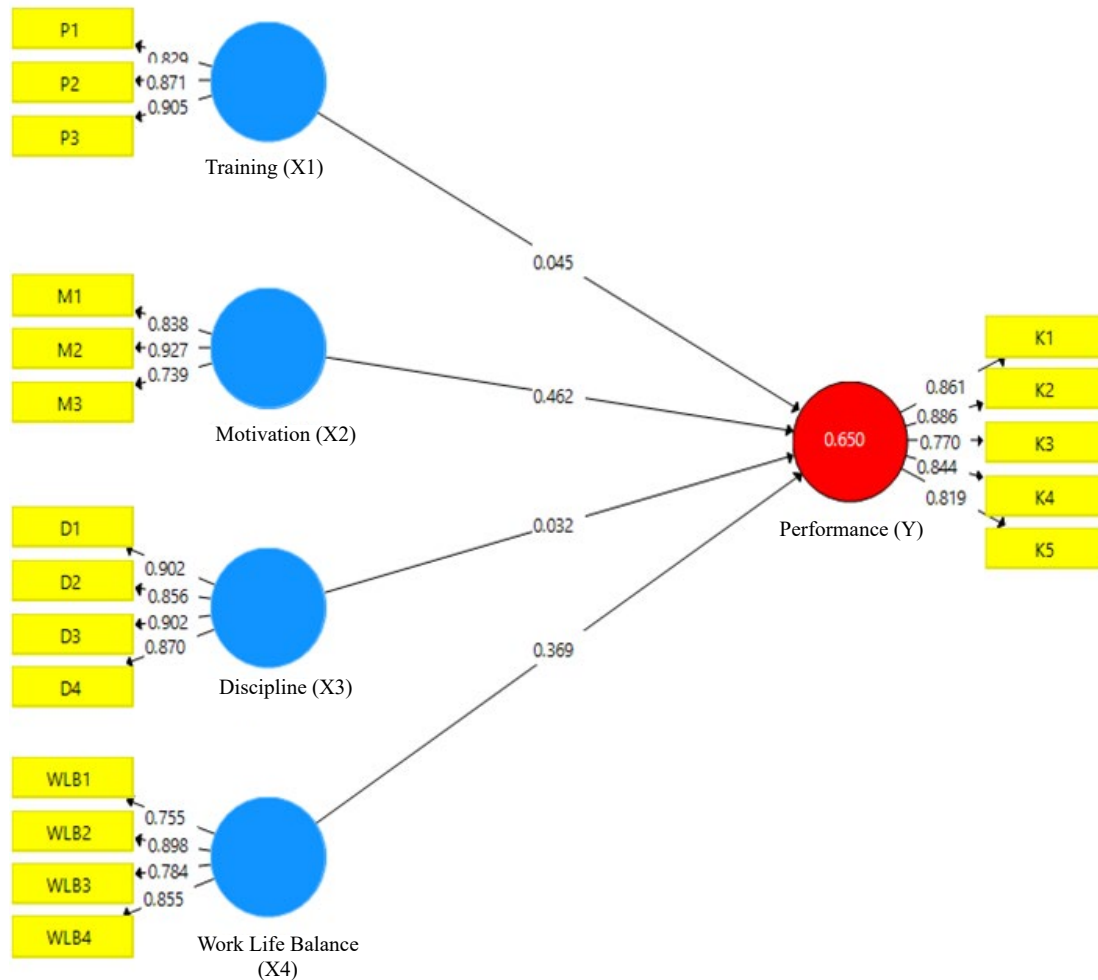 P1
P2
P3
0.829
0.871
0.905
Training (X1)
0.045
M1
M2
M3
0.838
0.927
0.739
Motivation (X2)
0.462
D1
D2
D3
D4
0.902
0.856
0.902
0.870
Discipline (X3)
0.032
WLB1
WLB2
WLB3
WLB4
0.755
0.898
0.784
0.855
Work Life Balance
(X4)
0.369
0.650
Performance (Y)
0.861
0.886
0.770
0.844
0.819
K1
K2
K3
K4
K5